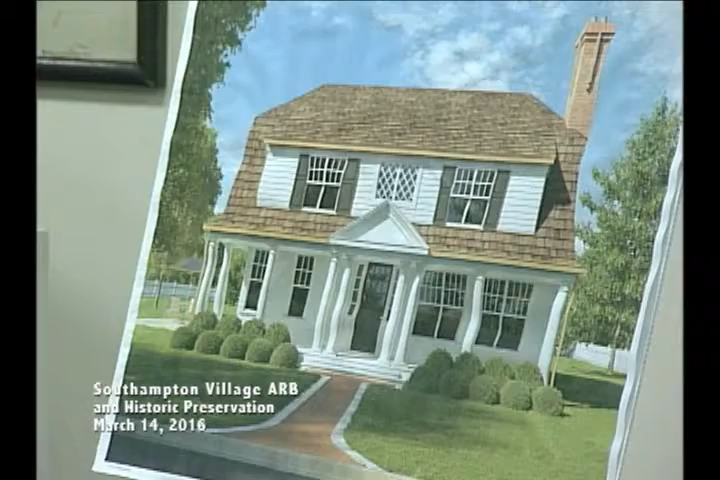 Southampton Village ARB
and Historic Preservation
March 14, 2016